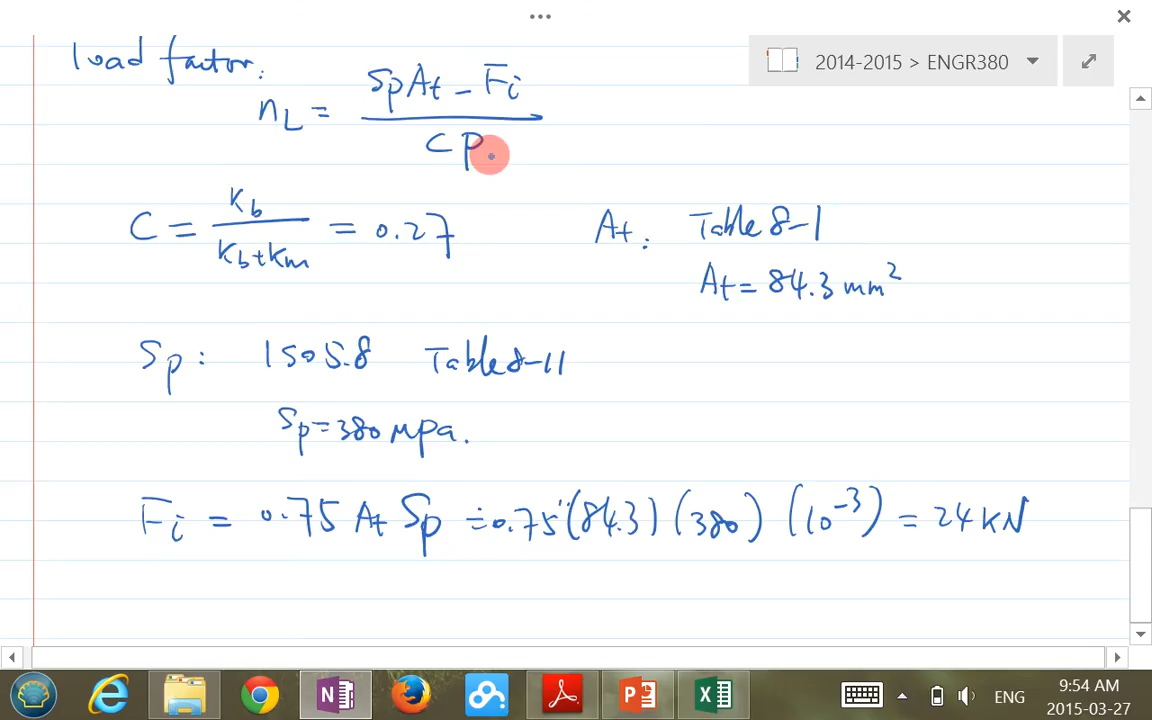 load factor:
2014-2015 > ENGR380
nL = (SpAt - Fi) / (CP)
C = Kb / (Kb+Km) = 0.27
At: Table 8-1
At = 84.3 mm²
Sp: ISO 5.8 Table 8-11
Sp = 380 Mpa.
Fi = 0.75 At Sp = 0.75 (84.3) (380) (10⁻³) = 24 KN
ENG
9:54 AM
2015-03-27